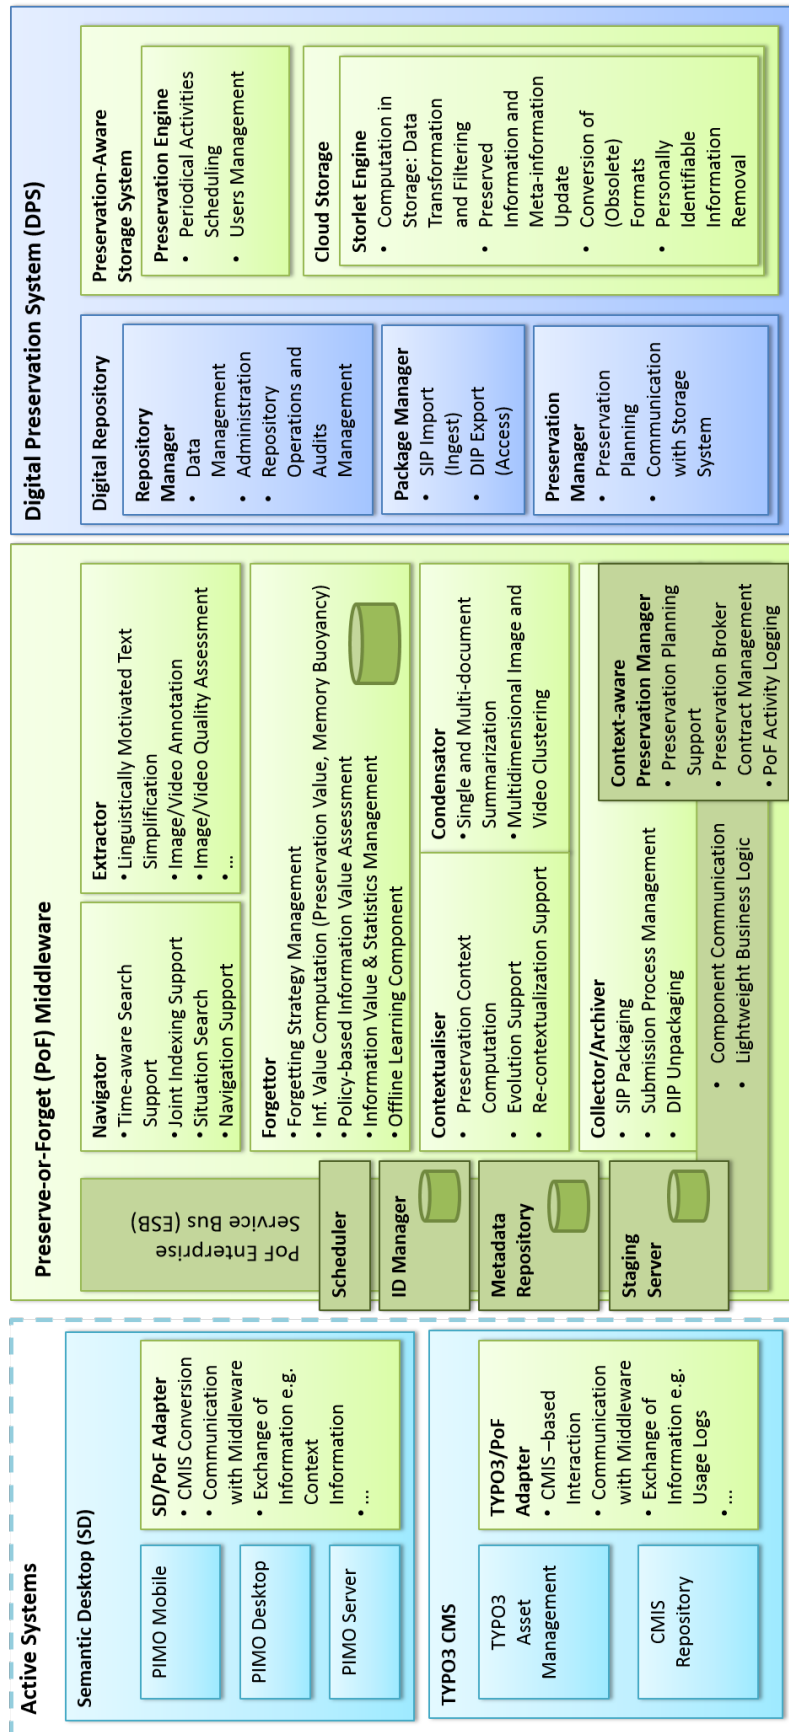 Active Systems
Semantic Desktop (SD)
PIMO Mobile
PIMO Desktop
PIMO Server
SD/PoF Adapter
• CMIS Conversion
• Communication
with Middleware
• Exchange of
Information e.g.
Context
Information
• ...
TYPO3 CMS
TYPO3
Asset
Management
CMIS
Repository
TYPO3/PoF
Adapter
• CMIS –based
Interaction
• Communication
with Middleware
• Exchange of
Information e.g.
Usage Logs
• ...
Preserve-or-Forget (PoF) Middleware
PoF Enterprise
Service Bus (ESB)
Scheduler
ID Manager
Metadata
Repository
Staging
Server
Navigator
• Time-aware Search
Support
• Joint Indexing Support
• Situation Search
• Navigation Support
Extractor
• Linguistically Motivated Text
Simplification
• Image/Video Annotation
• Image/Video Quality Assessment
• ...
Forgettor
• Forgetting Strategy Management
• Inf. Value Computation (Preservation Value, Memory Buoyancy)
• Policy-based Information Value Assessment
• Information Value & Statistics Management
• Offline Learning Component
Contextualiser
• Preservation Context
Computation
• Evolution Support
• Re-contextualization Support
Condensator
• Single and Multi-document
Summarization
• Multidimensional Image and
Video Clustering
Collector/Archiver
• SIP Packaging
• Submission Process Management
• DIP Unpackaging
• Component Communication
• Lightweight Business Logic
Context-aware
Preservation Manager
• Preservation Planning
Support
• Preservation Broker
Contract Management
• PoF Activity Logging
Digital Preservation System (DPS)
Digital Repository
Repository
Manager
• Data
Management
• Administration
• Repository
Operations and
Audits
Management
Package Manager
• SIP Import
(Ingest)
• DIP Export
(Access)
Preservation
Manager
• Preservation
Planning
• Communication
with Storage
System
Preservation-Aware
Storage System
Preservation Engine
• Periodical Activities
Scheduling
• Users Management
Cloud Storage
Storlet Engine
• Computation in
Storage: Data
Transformation
and Filtering
• Preserved
Information and
Meta-information
Update
• Conversion of
(Obsolete)
Formats
• Personally
Identifiable
Information
Removal